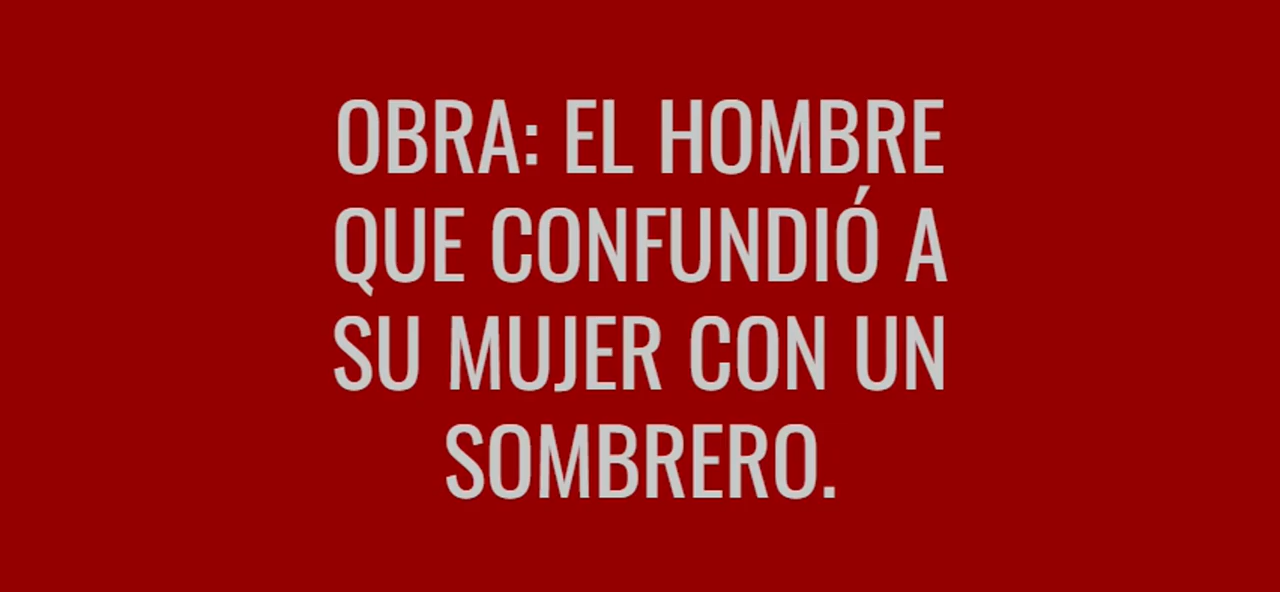 OBRA: EL HOMBRE
QUE CONFUNDIÓ A
SU MUJER CON UN
SOMBRERO.